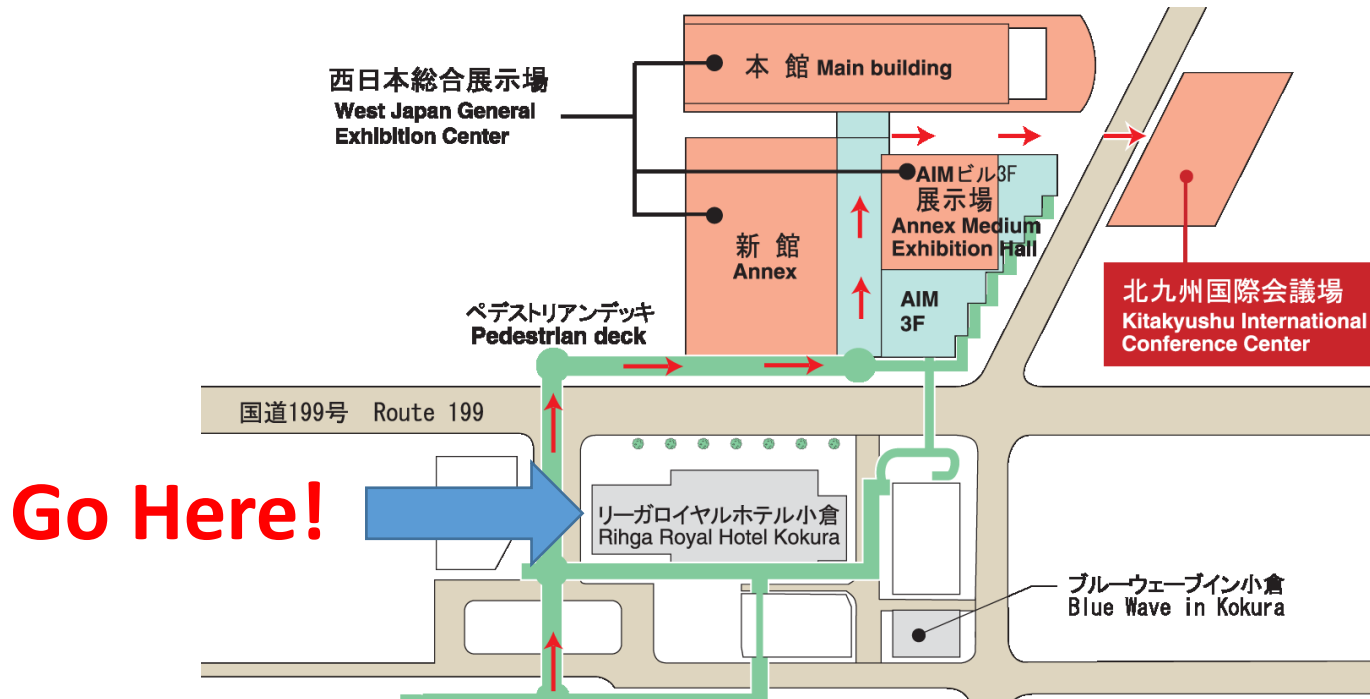 本 館 Main building
西日本総合展示場
West Japan General
Exhibition Center
AIMビル3F
展示場
Annex Medium
Exhibition Hall
新 館
Annex
AIM
3F
北九州国際会議場
Kitakyushu International
Conference Center
ペデストリアンデッキ
Pedestrian deck
国道199号 Route 199
Go Here!
リーガロイヤルホテル小倉
Rihga Royal Hotel Kokura
ブルーウェーブイン小倉
Blue Wave in Kokura